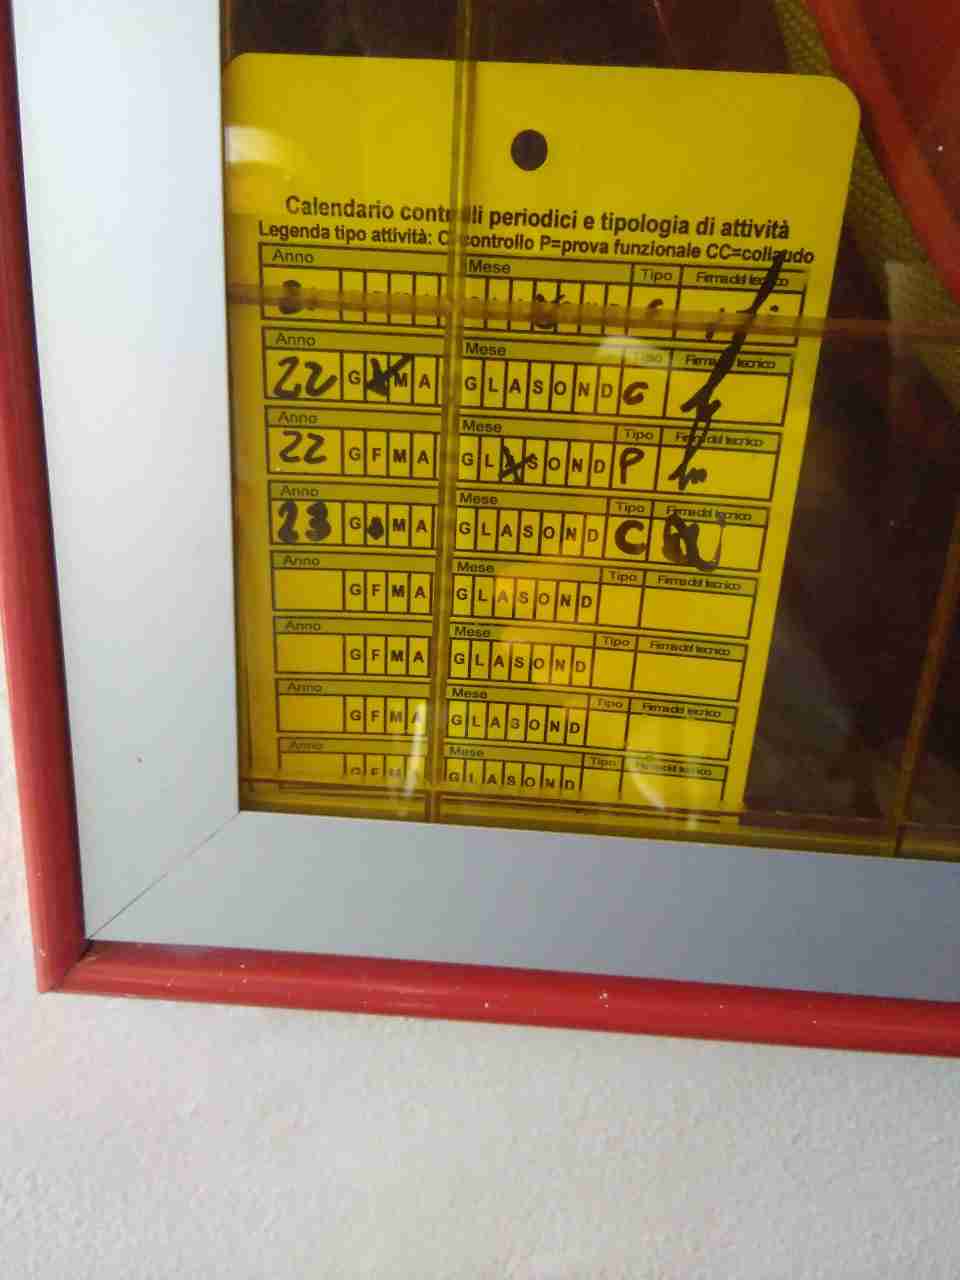 Calendario controlli periodici e tipologia di attività
Legenda tipo attività: C=controllo P=prova funzionale CC=collaudo
Anno Mese Tipo Firma del tecnico
Anno Mese Tipo Firma del tecnico
22 G M A G L A S O N D C
Anno Mese Tipo Firma del tecnico
22 G F M A G L A S O N D P
Anno Mese Tipo Firma del tecnico
23 G M A G L A S O N D C
Anno Mese Tipo Firma del tecnico
G F M A G L A S O N D
Anno Mese Tipo Firma del tecnico
G F M A G L A S O N D
Anno Mese Tipo Firma del tecnico
G F M A G L A S O N D
Anno Mese Tipo Firma del tecnico
G F M A G L A S O N D